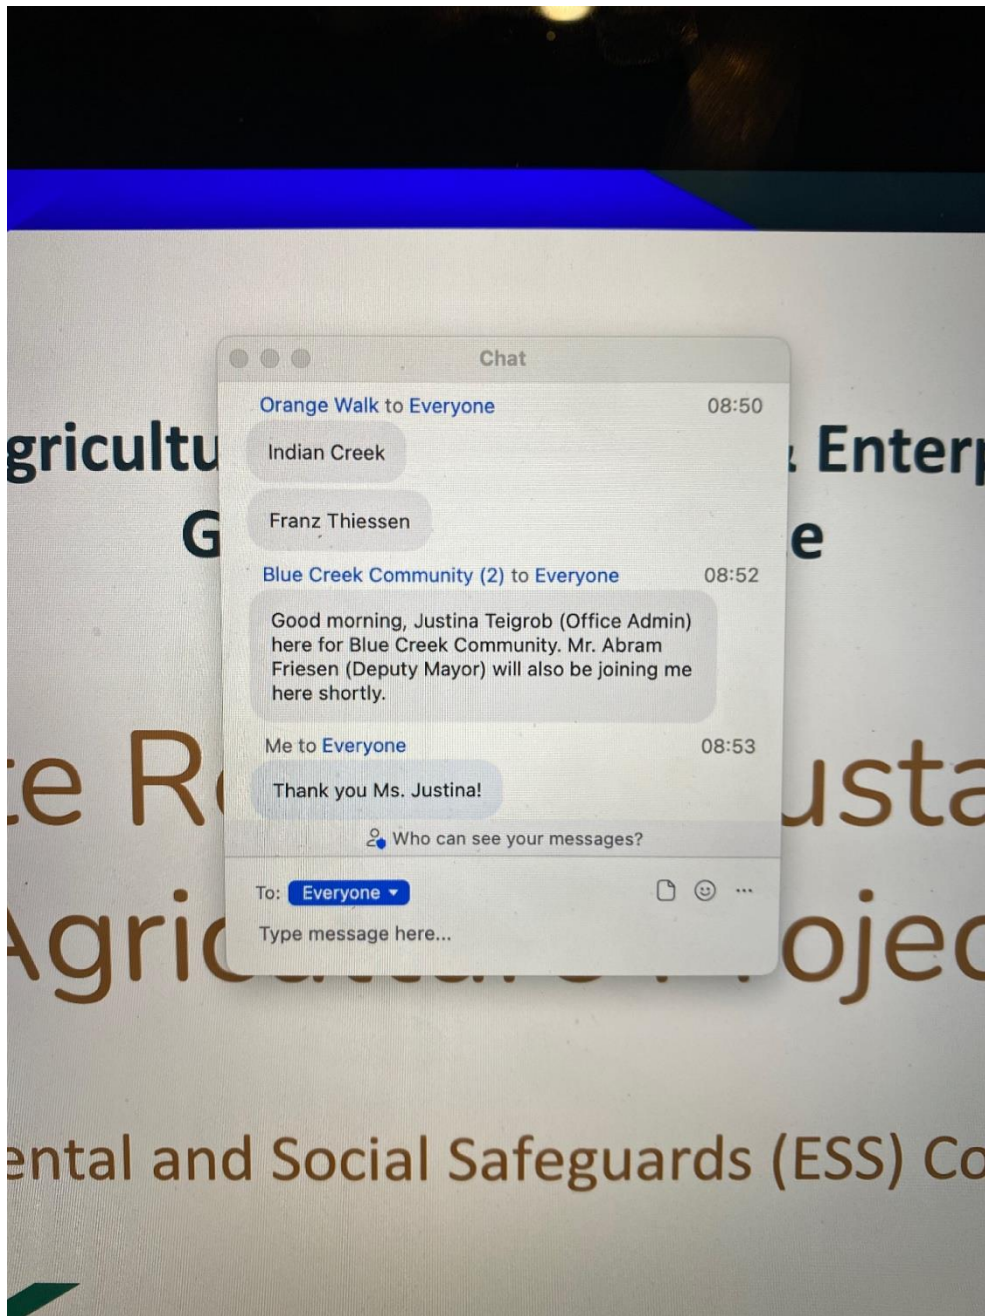 Chat
Orange Walk to Everyone 08:50
Indian Creek
Franz Thiessen
Blue Creek Community (2) to Everyone 08:52
Good morning, Justina Teigrob (Office Admin)
here for Blue Creek Community. Mr. Abram
Friesen (Deputy Mayor) will also be joining me
here shortly.
Me to Everyone 08:53
Thank you Ms. Justina!
Who can see your messages?
To: Everyone
Type message here...
gricultu & Enterp
G e
te R usta
Agric ojec
ental and Social Safeguards (ESS) Co